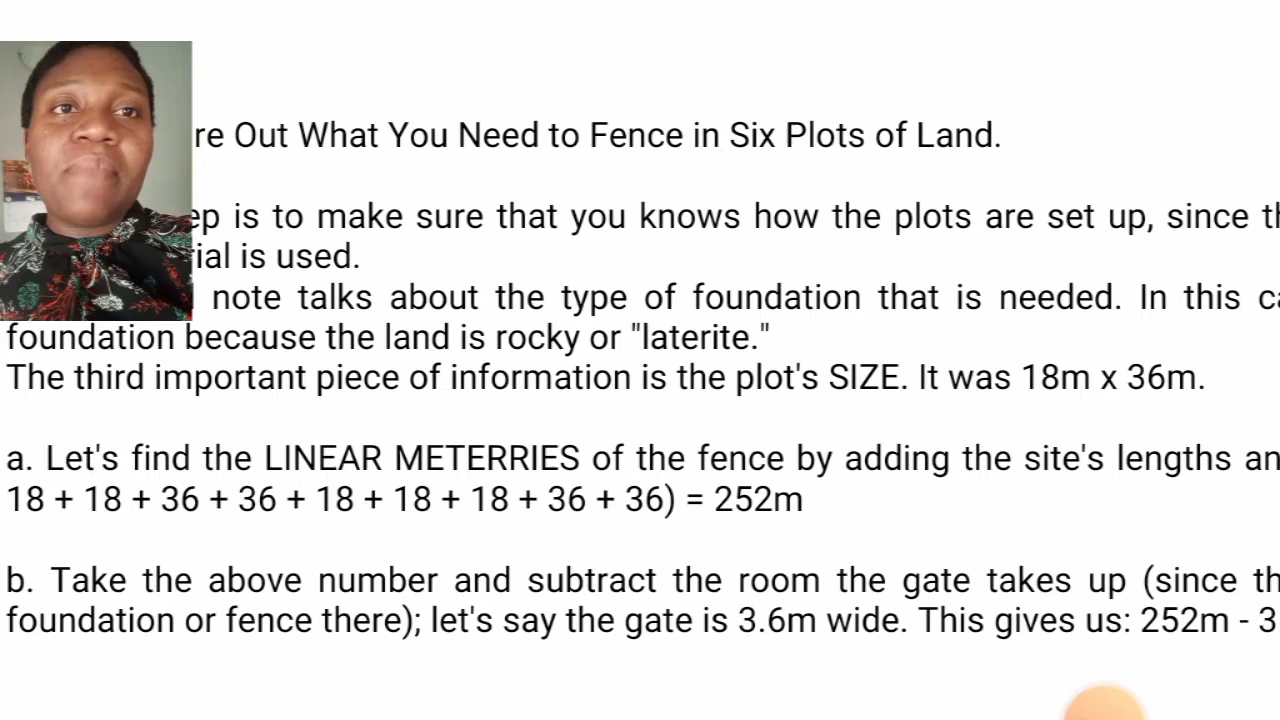 re Out What You Need to Fence in Six Plots of Land.
ep is to make sure that you knows how the plots are set up, since th
ial is used.
note talks about the type of foundation that is needed. In this ca
foundation because the land is rocky or "laterite."
The third important piece of information is the plot's SIZE. It was 18m x 36m.
a. Let's find the LINEAR METERRIES of the fence by adding the site's lengths an
18 + 18 + 36 + 36 + 18 + 18 + 18 + 36 + 36) = 252m
b. Take the above number and subtract the room the gate takes up (since th
foundation or fence there); let's say the gate is 3.6m wide. This gives us: 252m - 3